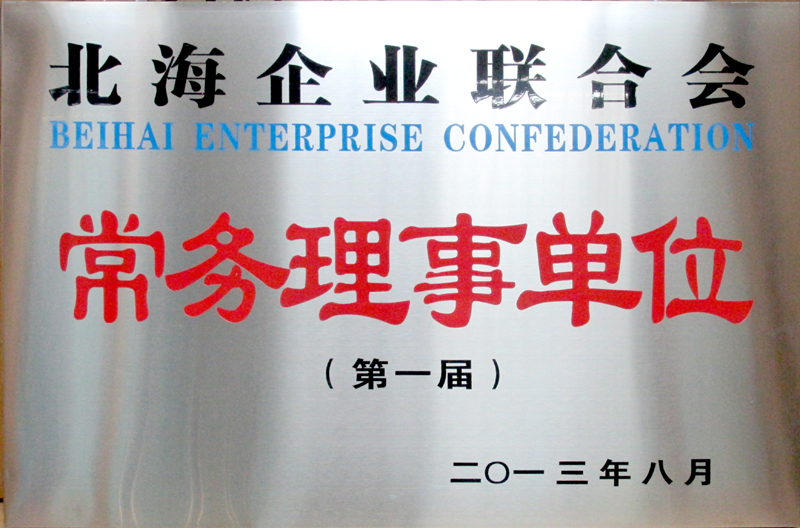 北海企业联合会
BEIHAI ENTERPRISE CONFEDERATION
常务理事单位
（第一届）
二〇一三年八月